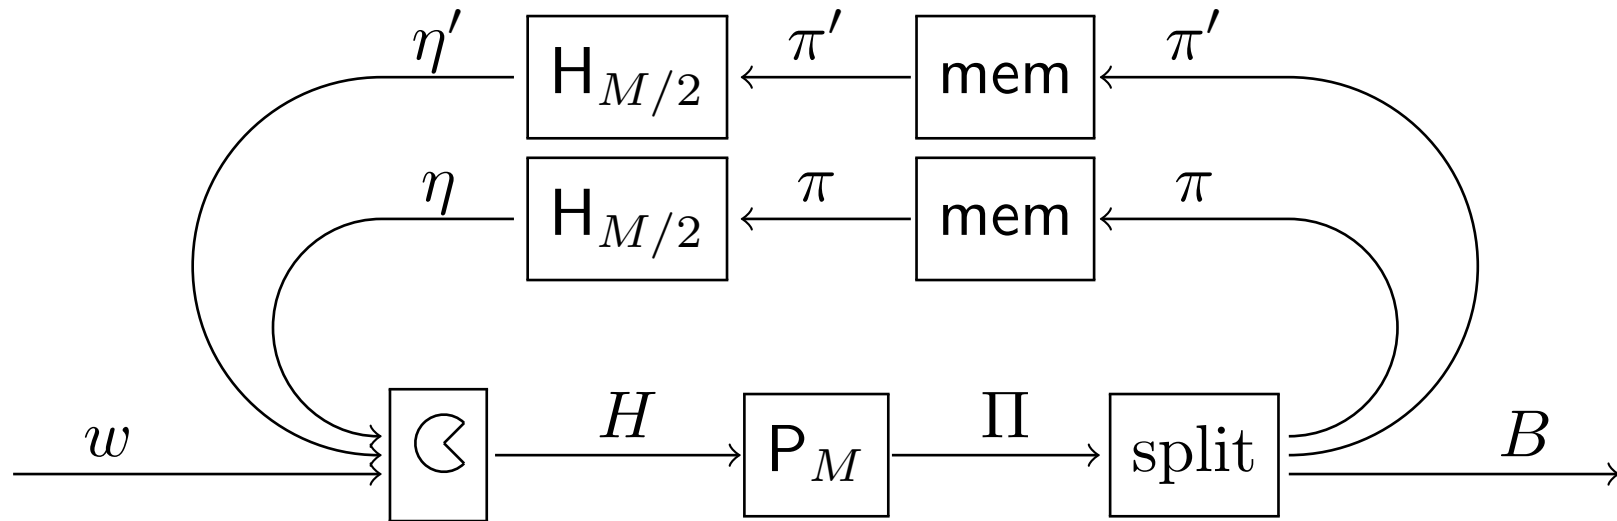 η′ H_{M/2} π′ mem π′
η H_{M/2} π mem π
w H P_M Π split B